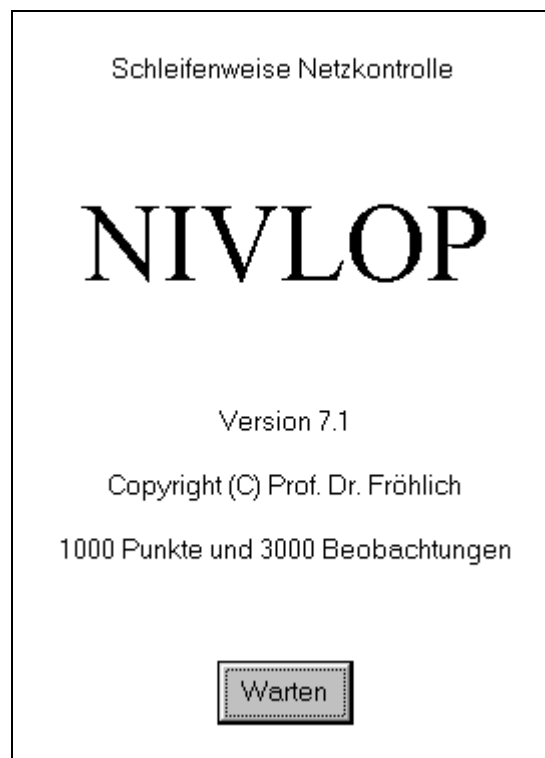 Schleifenweise Netzkontrolle
NIVLOP
Version 7.1
Copyright (C) Prof. Dr. Fröhlich
1000 Punkte und 3000 Beobachtungen
Warten